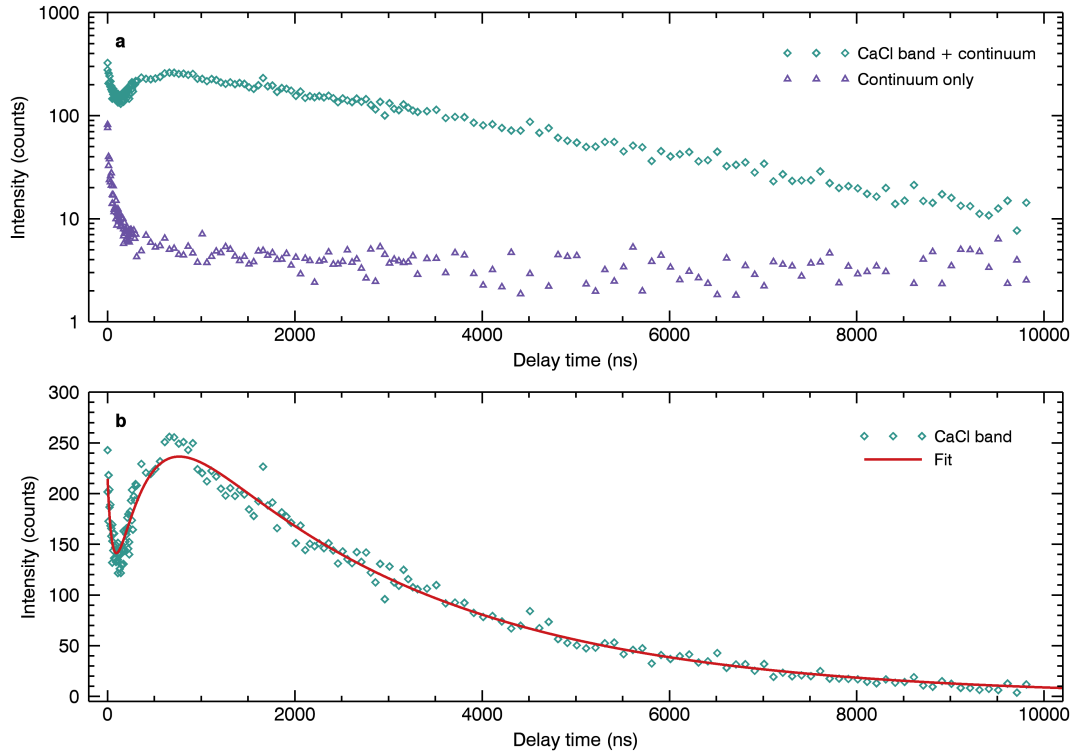 1000
a
CaCl band + continuum
Continuum only
100
10
1
Intensity (counts)
0 2000 4000 6000 8000 10000
Delay time (ns)
300
b
CaCl band
Fit
250
200
150
100
50
0
Intensity (counts)
0 2000 4000 6000 8000 10000
Delay time (ns)